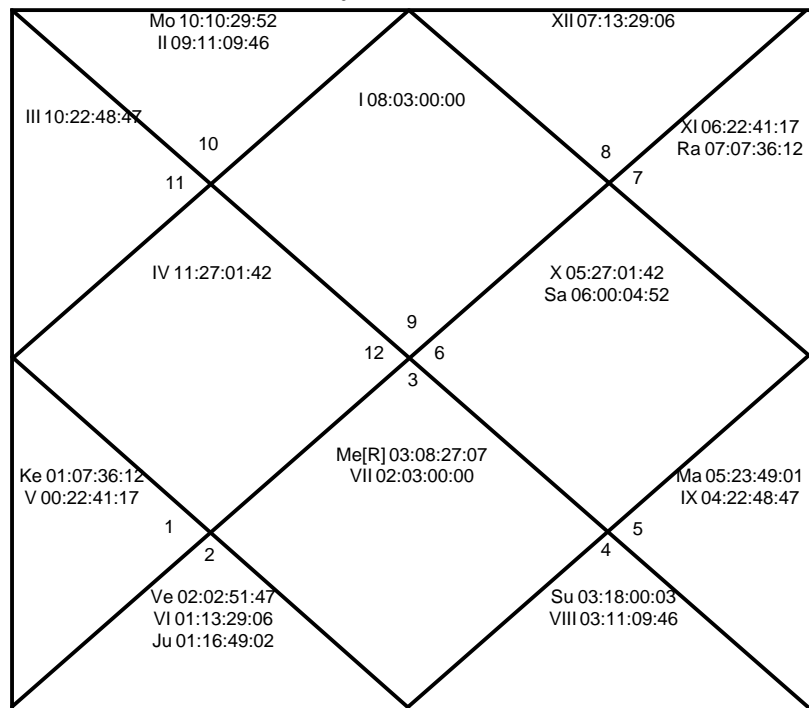 Mo 10:10:29:52
II 09:11:09:46
XII 07:13:29:06
I 08:03:00:00
III 10:22:48:47
XI 06:22:41:17
Ra 07:07:36:12
10
8
11
7
IV 11:27:01:42
X 05:27:01:42
Sa 06:00:04:52
9
12
6
3
Me[R] 03:08:27:07
VII 02:03:00:00
Ke 01:07:36:12
V 00:22:41:17
Ma 05:23:49:01
IX 04:22:48:47
1
5
2
4
Ve 02:02:51:47
VI 01:13:29:06
Ju 01:16:49:02
Su 03:18:00:03
VIII 03:11:09:46